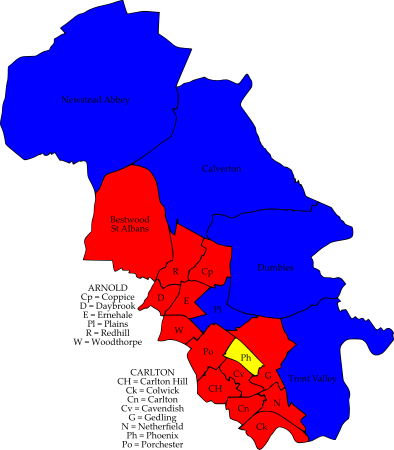 Newstead Abbey
Calverton
Bestwood
St Albans
Dumbles
R
Cp
D
E
Pl
W
Po
Ph
Cv
G
CH
Cn
N
Ck
Trent Valley
ARNOLD
Cp = Coppice
D = Daybrook
E = Ernehale
Pl = Plains
R = Redhill
W = Woodthorpe
CARLTON
CH = Carlton Hill
Ck = Colwick
Cn = Carlton
Cv = Cavendish
G = Gedling
N = Netherfield
Ph = Phoenix
Po = Porchester